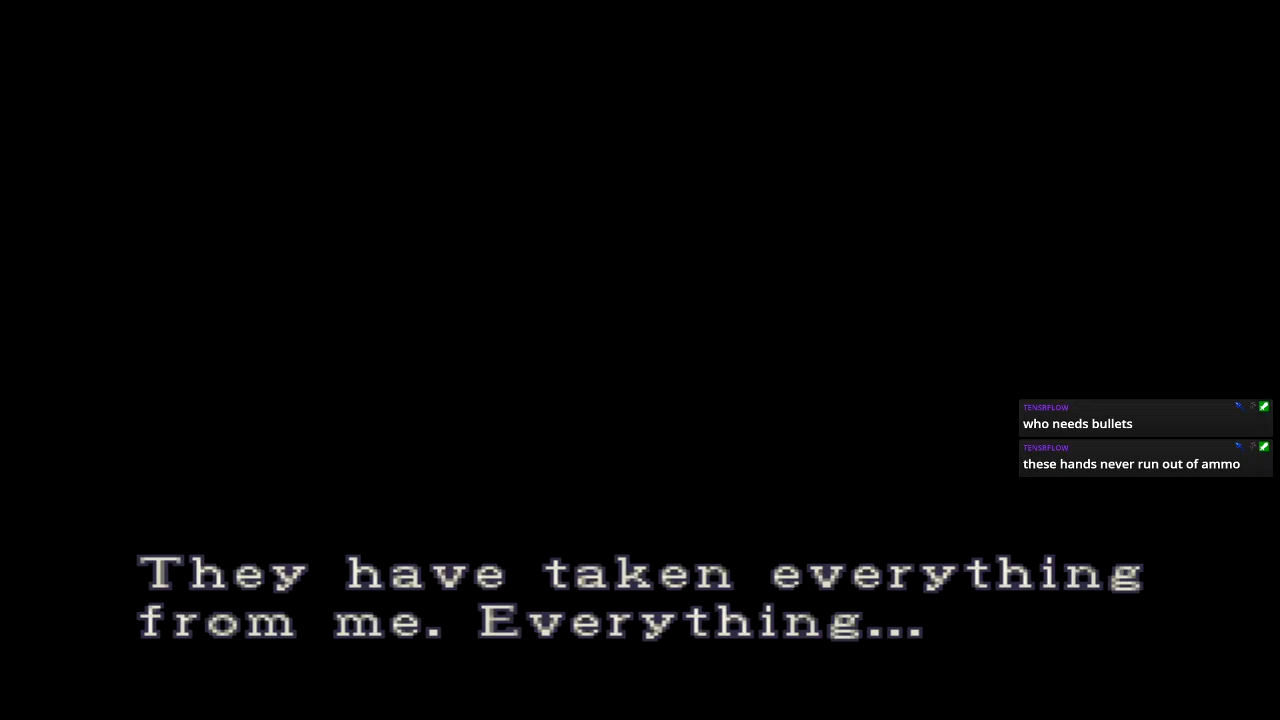 TENSRFLOW
who needs bullets
TENSRFLOW
these hands never run out of ammo
They have taken everything
from me. Everything...